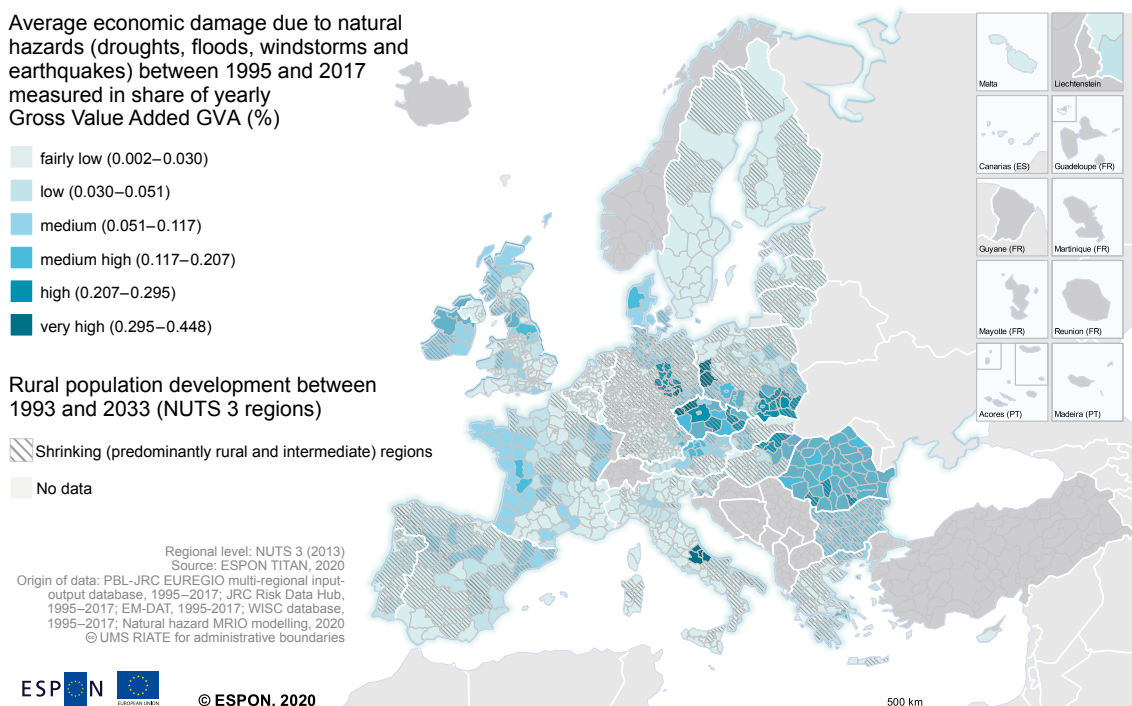 Average economic damage due to natural
hazards (droughts, floods, windstorms and
earthquakes) between 1995 and 2017
measured in share of yearly
Gross Value Added GVA (%)
fairly low (0.002–0.030)
low (0.030–0.051)
medium (0.051–0.117)
medium high (0.117–0.207)
high (0.207–0.295)
very high (0.295–0.448)
Rural population development between
1993 and 2033 (NUTS 3 regions)
Shrinking (predominantly rural and intermediate) regions
No data
Regional level: NUTS 3 (2013)
Source: ESPON TITAN, 2020
Origin of data: PBL-JRC EUREGIO multi-regional input-
output database, 1995–2017; JRC Risk Data Hub,
1995–2017; EM-DAT, 1995-2017; WISC database,
1995–2017; Natural hazard MRIO modelling, 2020
UMS RIATE for administrative boundaries
ESPON
EUROPEAN UNION
© ESPON, 2020
Malta
Liechtenstein
Canarias (ES)
Guadeloupe (FR)
Guyane (FR)
Martinique (FR)
Mayotte (FR)
Reunion (FR)
Acores (PT)
Madeira (PT)
500 km